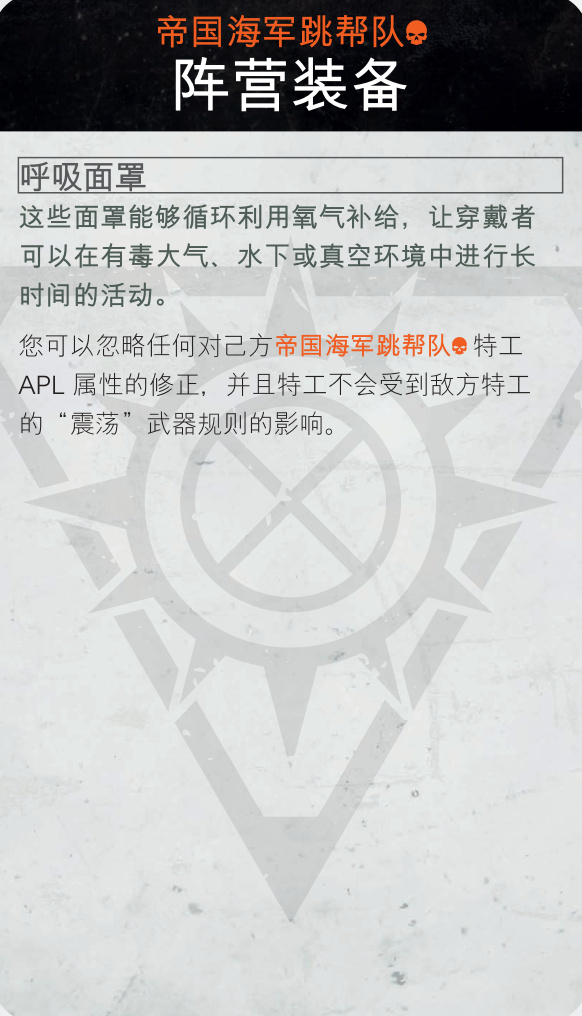 帝国海军跳帮队
阵营装备
呼吸面罩
这些面罩能够循环利用氧气补给，让穿戴者
可以在有毒大气、水下或真空环境中进行长
时间的活动。
您可以忽略任何对己方帝国海军跳帮队特工
APL 属性的修正，并且特工不会受到敌方特工
的“震荡”武器规则的影响。